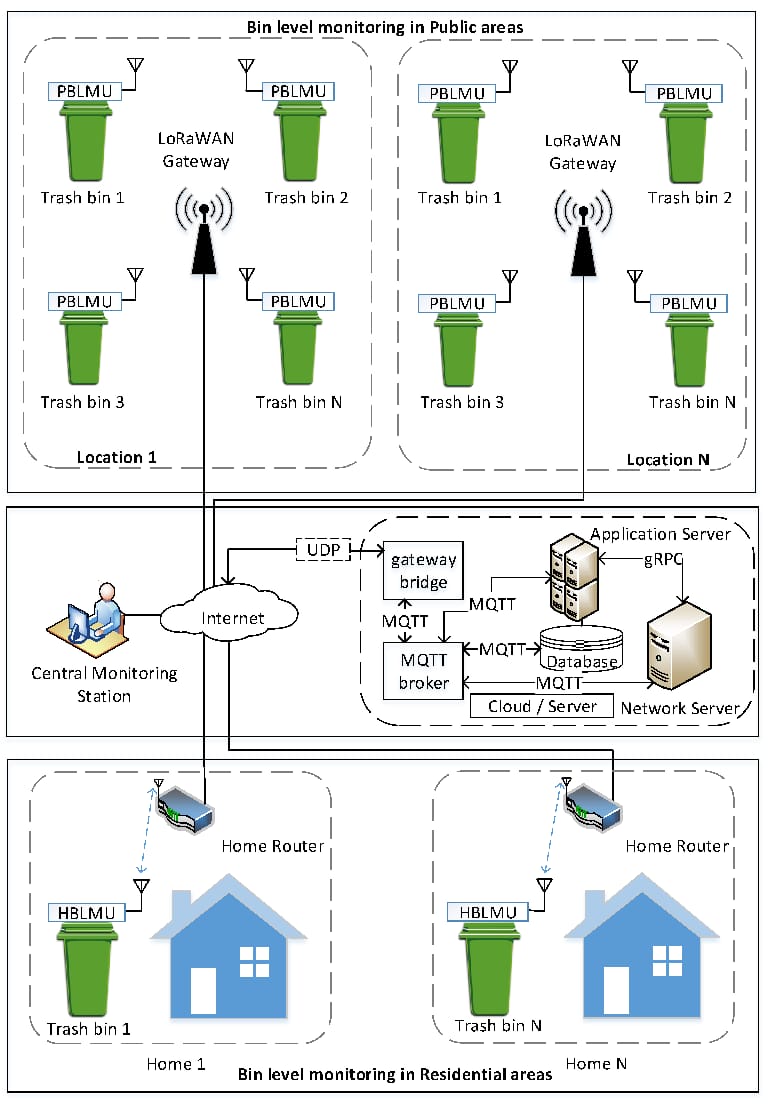 Bin level monitoring in Public areas
PBLMU
PBLMU
LoRaWAN
Gateway
Trash bin 1
Trash bin 2
PBLMU
PBLMU
Trash bin 3
Trash bin N
Location 1
PBLMU
PBLMU
LoRaWAN
Gateway
Trash bin 1
Trash bin 2
PBLMU
PBLMU
Trash bin 3
Trash bin N
Location N
Central Monitoring
Station
Internet
UDP
gateway
bridge
MQTT
MQTT
broker
MQTT
MQTT
MQTT
Application Server
gRPC
Database
Cloud / Server
Network Server
Home Router
HBLMU
Trash bin 1
Home 1
Home Router
HBLMU
Trash bin N
Home N
Bin level monitoring in Residential areas